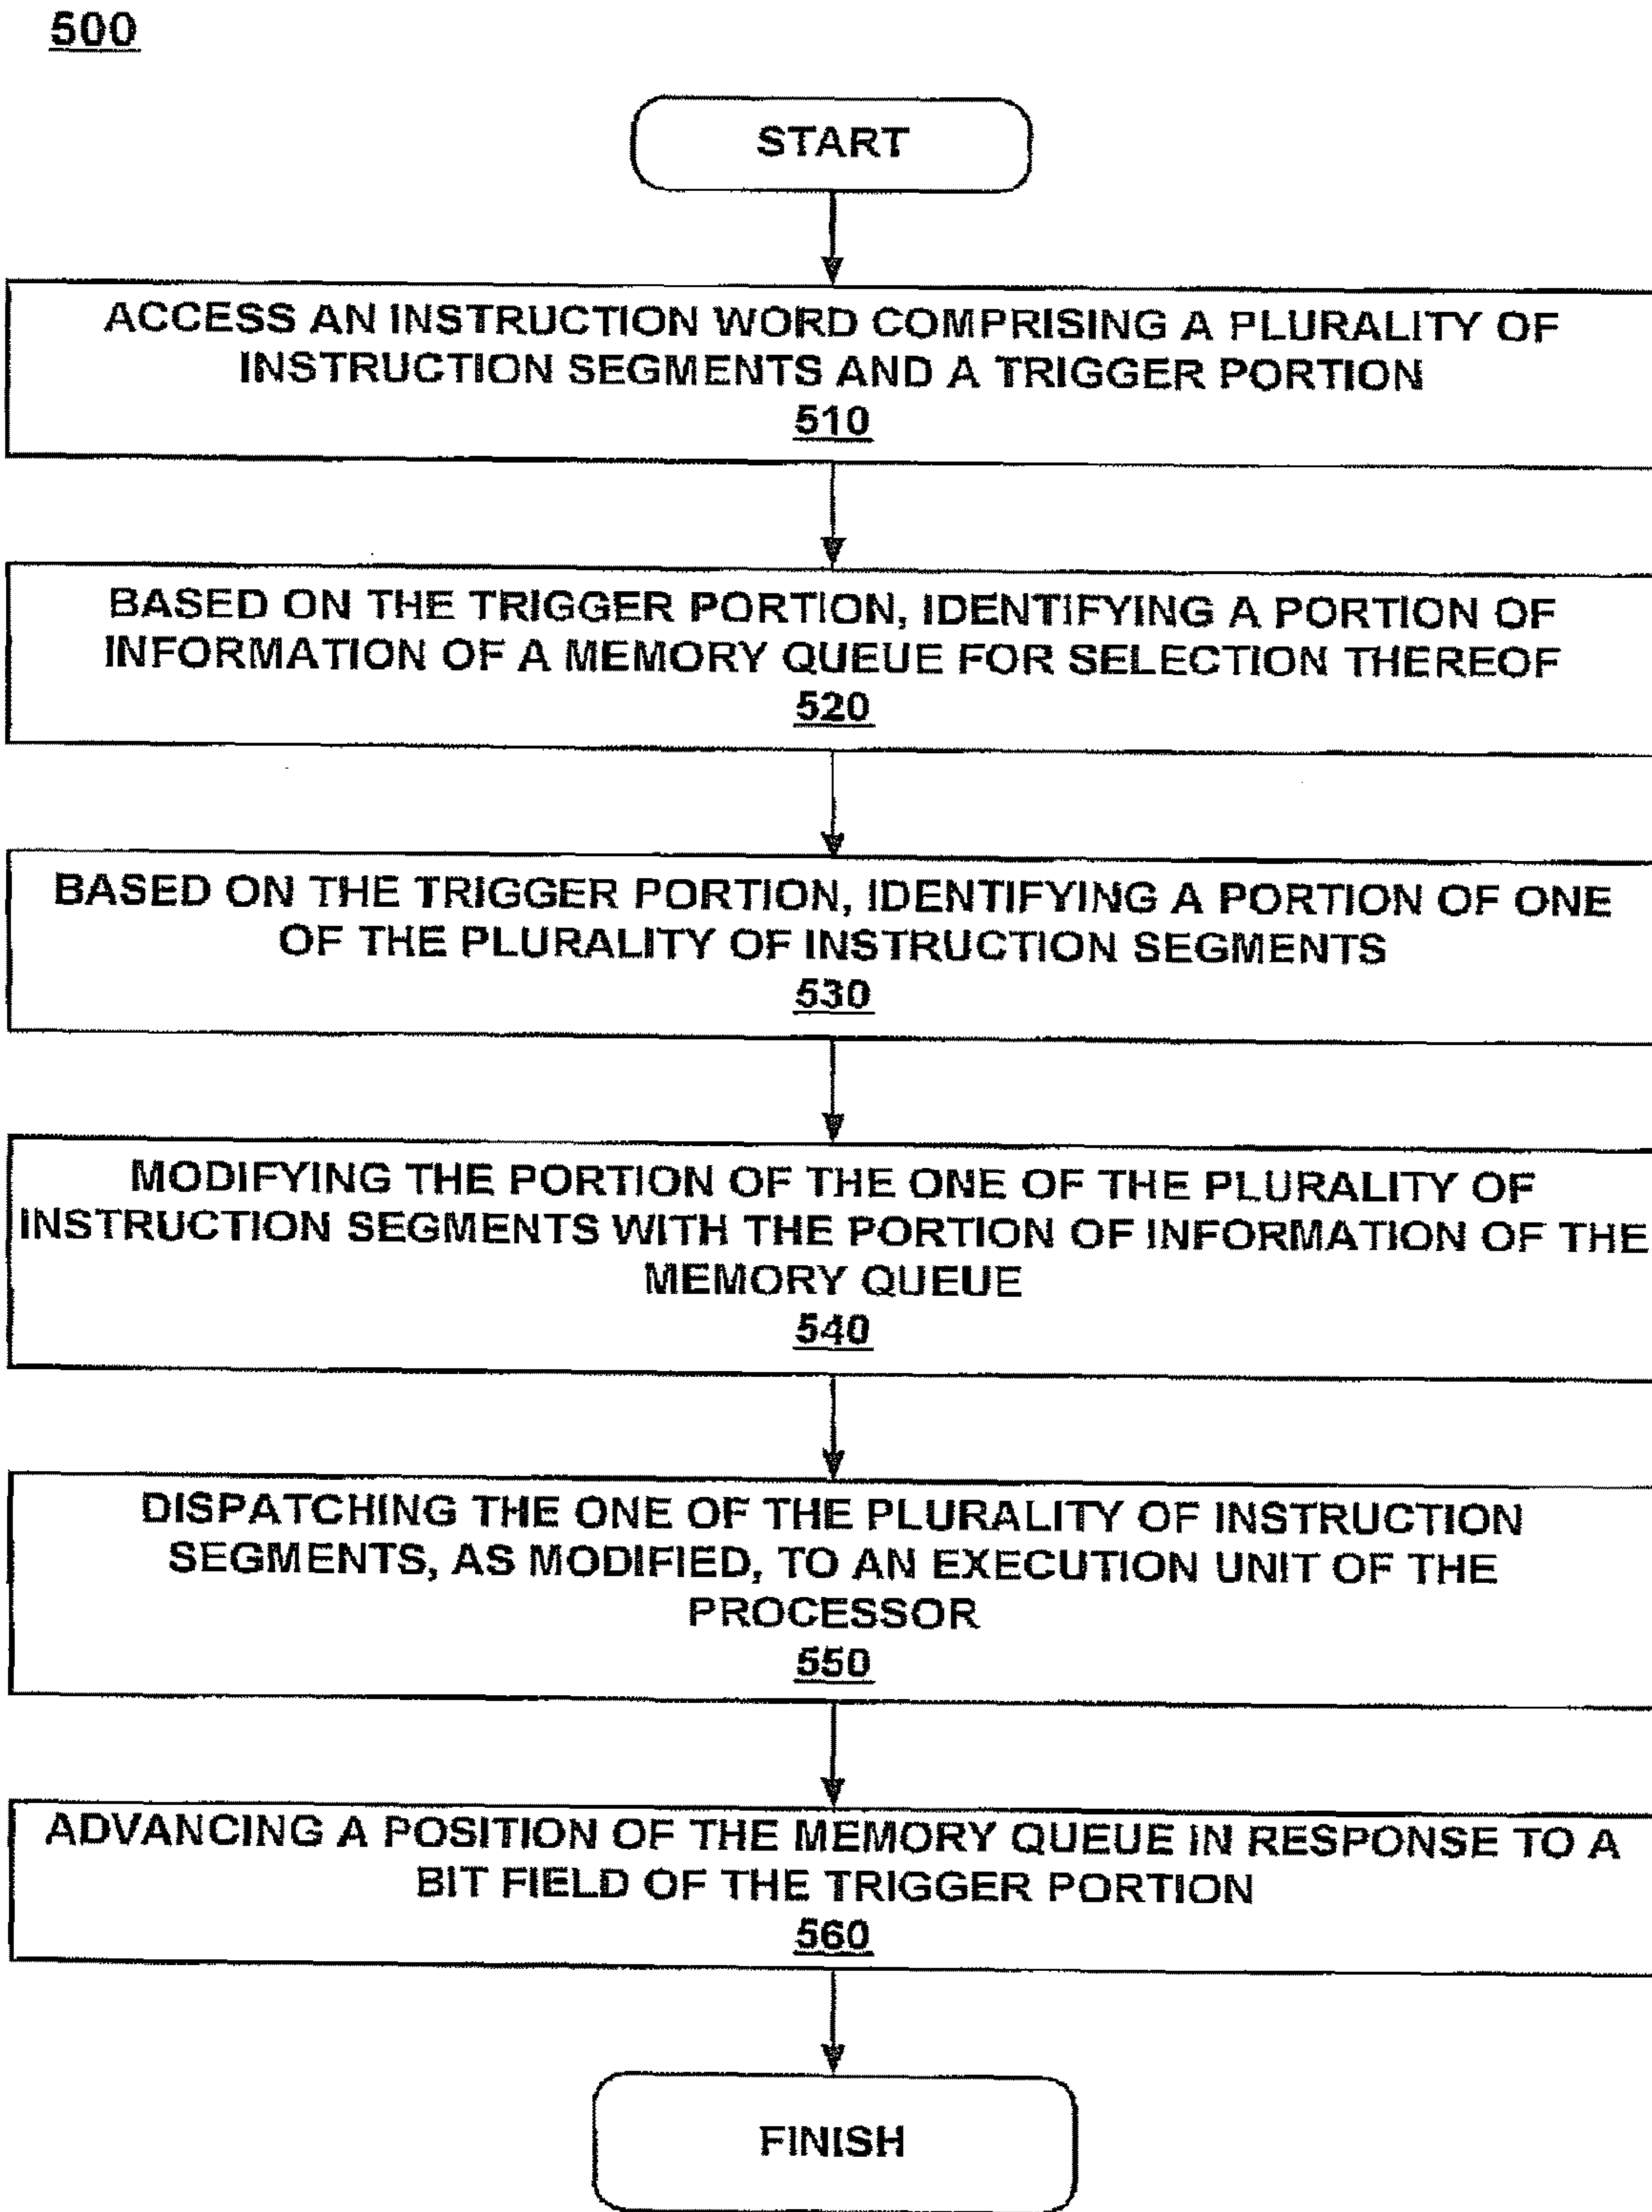 500
START
ACCESS AN INSTRUCTION WORD COMPRISING A PLURALITY OF
INSTRUCTION SEGMENTS AND A TRIGGER PORTION
510
BASED ON THE TRIGGER PORTION, IDENTIFYING A PORTION OF
INFORMATION OF A MEMORY QUEUE FOR SELECTION THEREOF
520
BASED ON THE TRIGGER PORTION, IDENTIFYING A PORTION OF ONE
OF THE PLURALITY OF INSTRUCTION SEGMENTS
530
MODIFYING THE PORTION OF THE ONE OF THE PLURALITY OF
INSTRUCTION SEGMENTS WITH THE PORTION OF INFORMATION OF THE
MEMORY QUEUE
540
DISPATCHING THE ONE OF THE PLURALITY OF INSTRUCTION
SEGMENTS, AS MODIFIED, TO AN EXECUTION UNIT OF THE
PROCESSOR
550
ADVANCING A POSITION OF THE MEMORY QUEUE IN RESPONSE TO A
BIT FIELD OF THE TRIGGER PORTION
560
FINISH